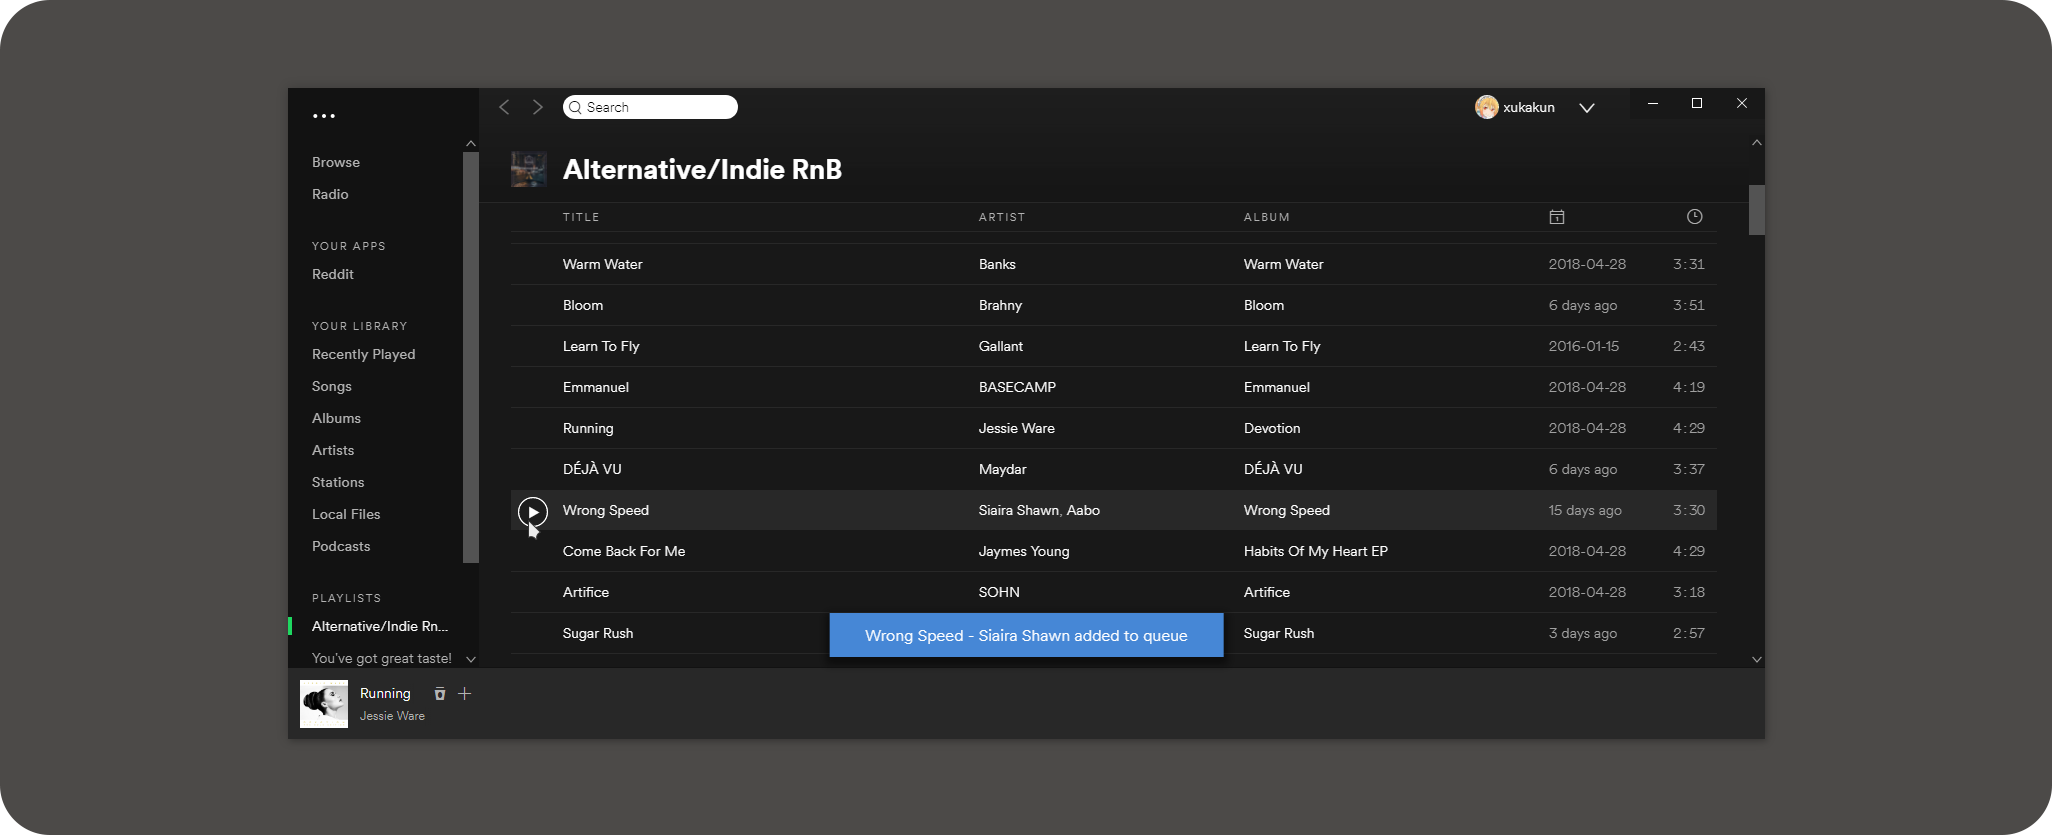 Search
xukakun
Browse
Radio
YOUR APPS
Reddit
YOUR LIBRARY
Recently Played
Songs
Albums
Artists
Stations
Local Files
Podcasts
PLAYLISTS
Alternative/Indie Rn...
You've got great taste!
Alternative/Indie RnB
TITLE ARTIST ALBUM 1
Warm Water Banks Warm Water 2018-04-28 3:31
Bloom Brahny Bloom 6 days ago 3:51
Learn To Fly Gallant Learn To Fly 2016-01-15 2:43
Emmanuel BASECAMP Emmanuel 2018-04-28 4:19
Running Jessie Ware Devotion 2018-04-28 4:29
DÉJÀ VU Maydar DÉJÀ VU 6 days ago 3:37
Wrong Speed Siaira Shawn, Aabo Wrong Speed 15 days ago 3:30
Come Back For Me Jaymes Young Habits Of My Heart EP 2018-04-28 4:29
Artifice SOHN Artifice 2018-04-28 3:18
Sugar Rush Sugar Rush 3 days ago 2:57
Wrong Speed - Siaira Shawn added to queue
Running
Jessie Ware